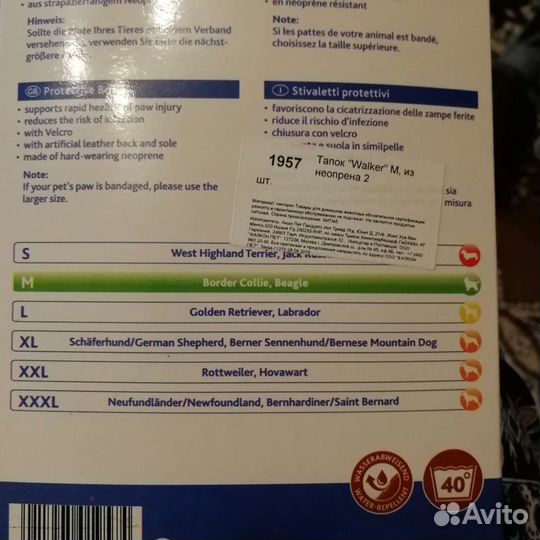 • aus strapazierfähigem Neopr
Hinweis:
Sollte die Pfote Ihres Tieres mit einem Verband
versehen sein, verwenden Sie bitte die nächst-
größere
en néoprène résistant
Note:
Si les pattes de votre animal est bandé,
choisissez la taille supérieure.
GB Protective Bo
• supports rapid healing of paw injury
• reduces the risk of infection
• with Velcro
• with artificial leather back and sole
• made of hard-wearing neoprene
Note:
If your pet's paw is bandaged, please use the
larger size.
I Stivaletti protettivi
favoriscono la cicatrizzazione delle zampe ferite
riduce il rischio d'infezione
chiusura con velcro
e suola in similpelle
sia
misura
1957 Тапок "Walker" M, из
неопрена 2
шт.
S West Highland Terrier, Jack
M Border Collie, Beagle
L Golden Retriever, Labrador
XL Schäferhund/German Shepherd, Berner Sennenhund/Bernese Mountain Dog
XXL Rottweiler, Hovawart
XXXL Neufundländer/Newfoundland, Bernhardiner/Saint Bernard
WASSERABWEISEND
WATER-REPELLENT
40°
Avito